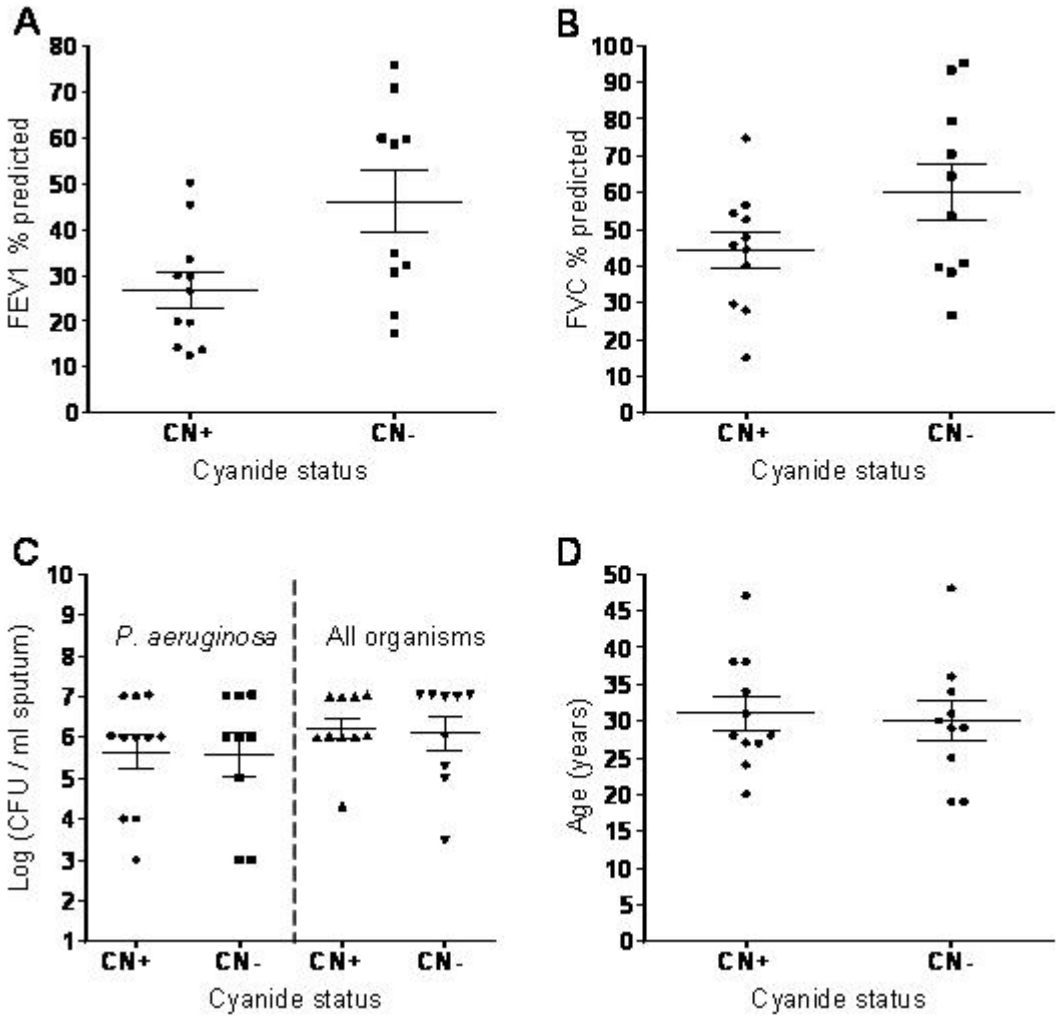 A
80
70
60
50
40
30
20
10
0
FEV1 % predicted
CN+ CN-
Cyanide status
B
100
90
80
70
60
50
40
30
20
10
0
FVC % predicted
CN+ CN-
Cyanide status
C
10
9
8
7
6
5
4
3
2
1
Log (CFU / ml sputum)
P. aeruginosa All organisms
CN+ CN- CN+ CN-
Cyanide status
D
50
45
40
35
30
25
20
15
10
5
0
Age (years)
CN+ CN-
Cyanide status